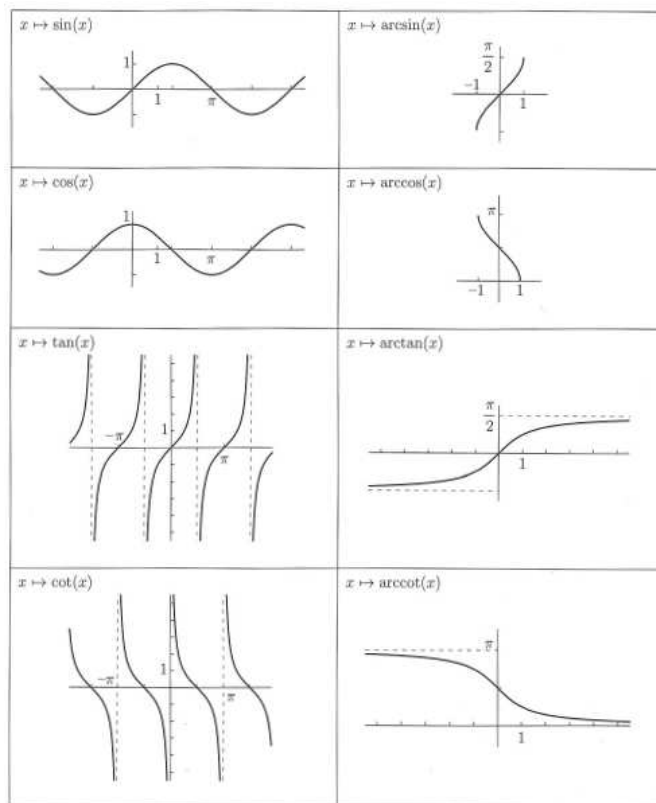 x ↦ sin(x)
1
1
π
x ↦ arcsin(x)
π
2
−1
1
x ↦ cos(x)
1
1
π
x ↦ arccos(x)
π
−1
1
x ↦ tan(x)
−π
1
π
x ↦ arctan(x)
π
2
1
x ↦ cot(x)
−π
1
π
x ↦ arccot(x)
π
1